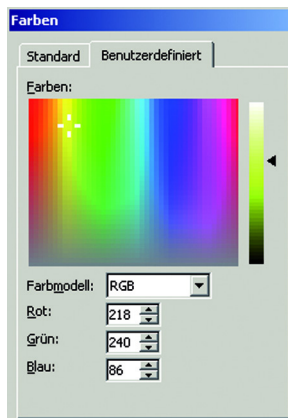 Farben
Standard Benutzerdefiniert
Farben:
Farbmodell: RGB
Rot: 218
Grün: 240
Blau: 86